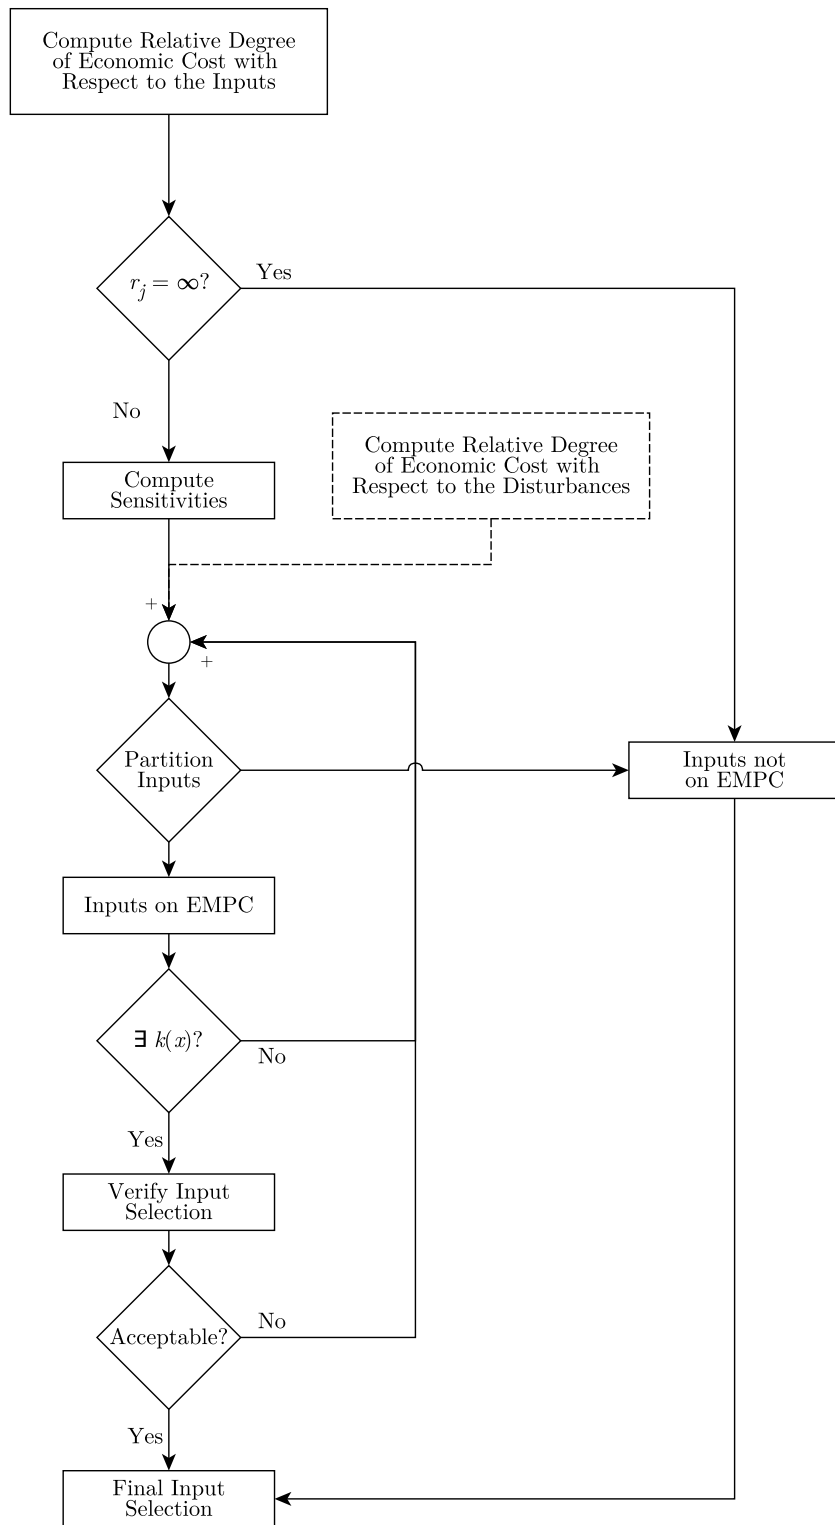 Compute Relative Degree
of Economic Cost with
Respect to the Inputs
r_j = ∞?
Yes
No
Compute Relative Degree
of Economic Cost with
Respect to the Disturbances
Compute
Sensitivities
+
+
Partition
Inputs
Inputs not
on EMPC
Inputs on EMPC
∃ k(x)?
No
Yes
Verify Input
Selection
Acceptable?
No
Yes
Final Input
Selection